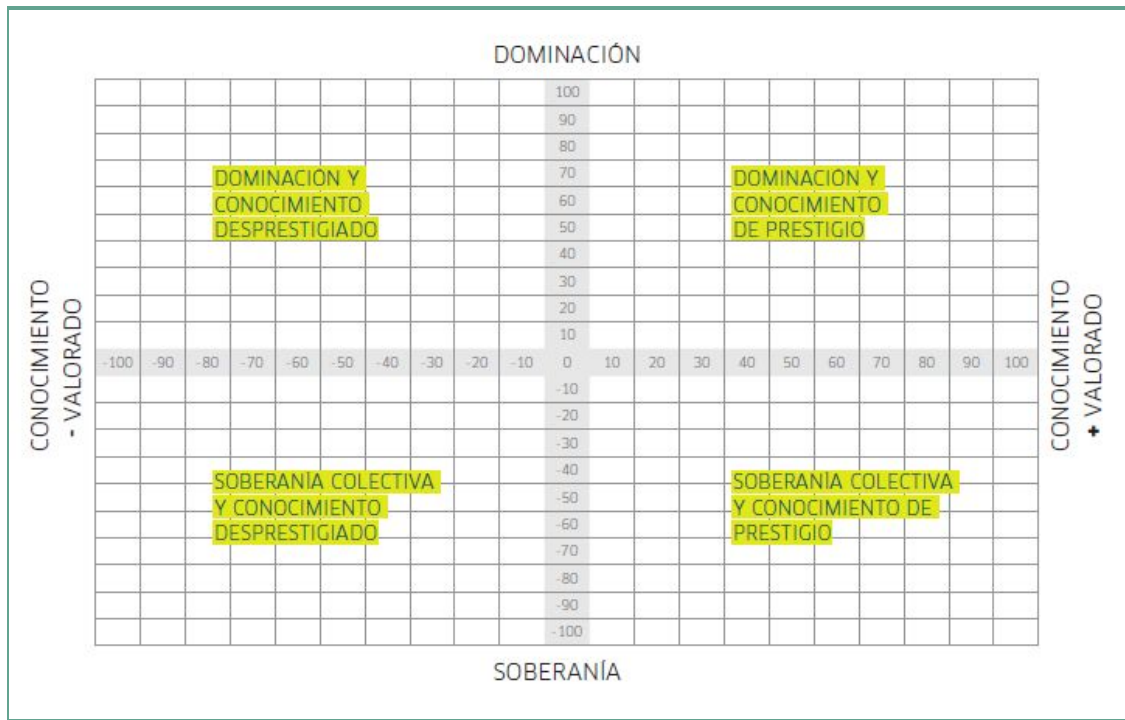 DOMINACIÓN
100
90
80
DOMINACIÓN Y
CONOCIMIENTO
DESPRESTIGIADO
70
60
50
DOMINACIÓN Y
CONOCIMIENTO
DE PRESTIGIO
40
30
20
10
CONOCIMIENTO
- VALORADO
-100 -90 -80 -70 -60 -50 -40 -30 -20 -10 0 10 20 30 40 50 60 70 80 90 100
CONOCIMIENTO
+ VALORADO
-10
-20
-30
-40
SOBERANÍA COLECTIVA
Y CONOCIMIENTO
DESPRESTIGIADO
-50
-60
-70
SOBERANÍA COLECTIVA
Y CONOCIMIENTO DE
PRESTIGIO
-80
-90
-100
SOBERANÍA